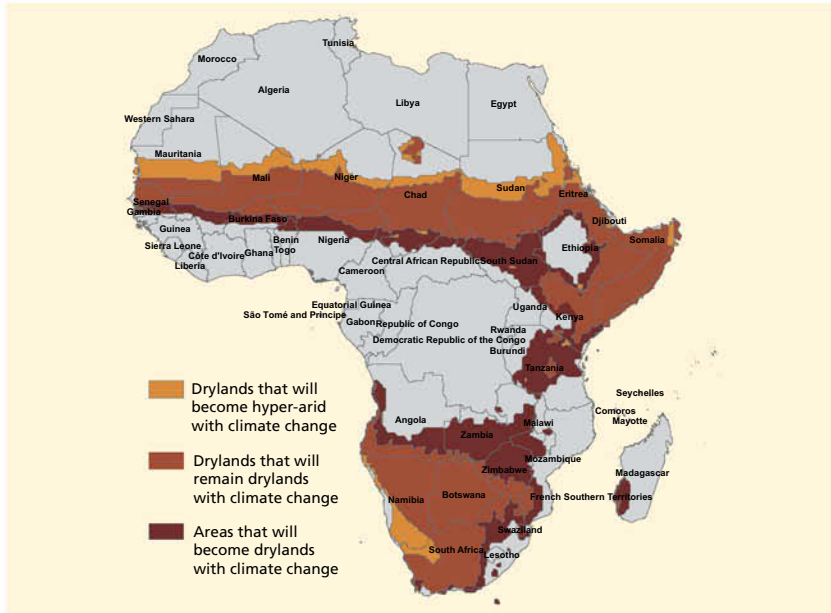 Tunisia
Morocco
Algeria
Libya
Egypt
Western Sahara
Mauritania
Mali
Niger
Chad
Sudan
Eritrea
Senegal
Gambia
Burkina Faso
Djibouti
Guinea
Benin
Nigeria
Ethiopia
Somalia
Sierra Leone
Côte d'Ivoire
Ghana
Togo
Liberia
Central African Republic
South Sudan
Cameroon
Equatorial Guinea
Uganda
Kenya
São Tomé and Príncipe
Gabon
Republic of Congo
Rwanda
Democratic Republic of the Congo
Burundi
Tanzania
Seychelles
Comoros
Mayotte
Angola
Malawi
Zambia
Mozambique
Zimbabwe
Madagascar
Namibia
Botswana
French Southern Territories
Swaziland
South Africa
Lesotho
Drylands that will
become hyper-arid
with climate change
Drylands that will
remain drylands
with climate change
Areas that will
become drylands
with climate change